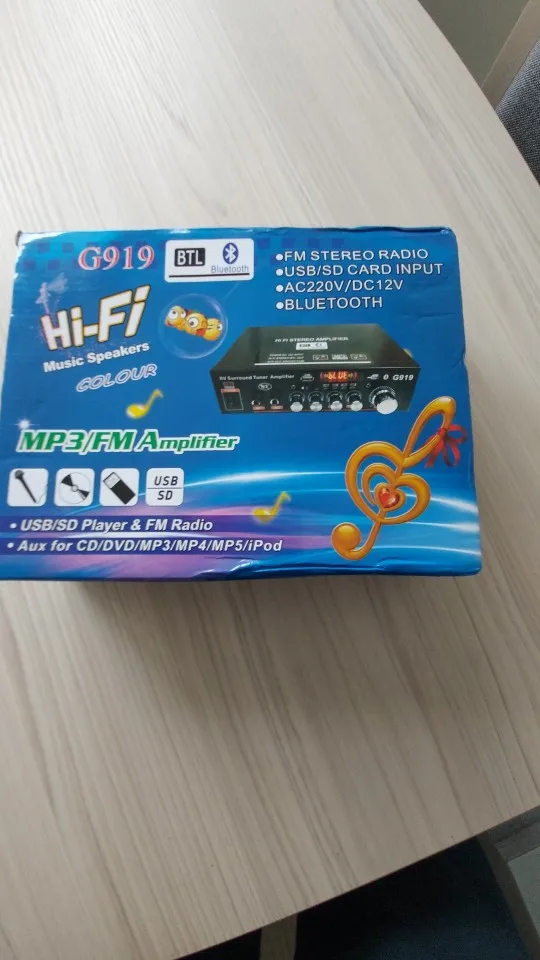 G919
BTL
Bluetooth
•FM STEREO RADIO
•USB/SD CARD INPUT
•AC220V/DC12V
•BLUETOOTH
Hi-Fi
Music Speakers
COLOUR
HI-FI STEREO AMPLIFIER
AV Surround Tuner Amplifier
G919
MP3/FM Amplifier
USB
SD
• USB/SD Player & FM Radio
• Aux for CD/DVD/MP3/MP4/MP5/iPod